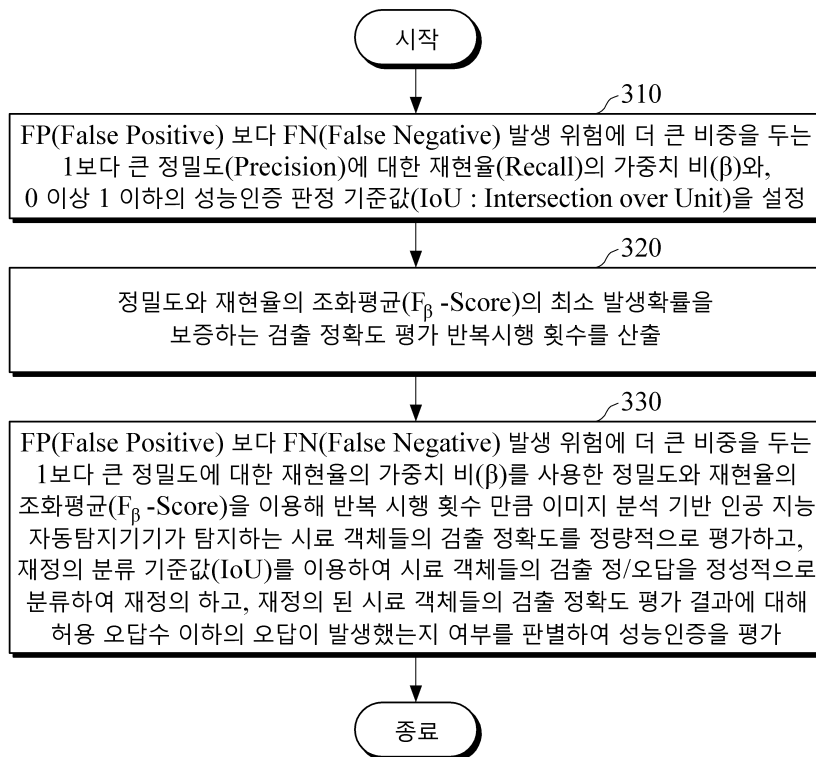 시작
310
FP(False Positive) 보다 FN(False Negative) 발생 위험에 더 큰 비중을 두는
1보다 큰 정밀도(Precision)에 대한 재현율(Recall)의 가중치 비(β)와,
0 이상 1 이하의 성능인증 판정 기준값(IoU : Intersection over Unit)을 설정
320
정밀도와 재현율의 조화평균(Fβ -Score)의 최소 발생확률을
보증하는 검출 정확도 평가 반복시행 횟수를 산출
330
FP(False Positive) 보다 FN(False Negative) 발생 위험에 더 큰 비중을 두는
1보다 큰 정밀도에 대한 재현율의 가중치 비(β)를 사용한 정밀도와 재현율의
조화평균(Fβ -Score)을 이용해 반복 시행 횟수 만큼 이미지 분석 기반 인공 지능
자동탐지기기가 탐지하는 시료 객체들의 검출 정확도를 정량적으로 평가하고,
재정의 분류 기준값(IoU)를 이용하여 시료 객체들의 검출 정/오답을 정성적으로
분류하여 재정의 하고, 재정의 된 시료 객체들의 검출 정확도 평가 결과에 대해
허용 오답수 이하의 오답이 발생했는지 여부를 판별하여 성능인증을 평가
종료